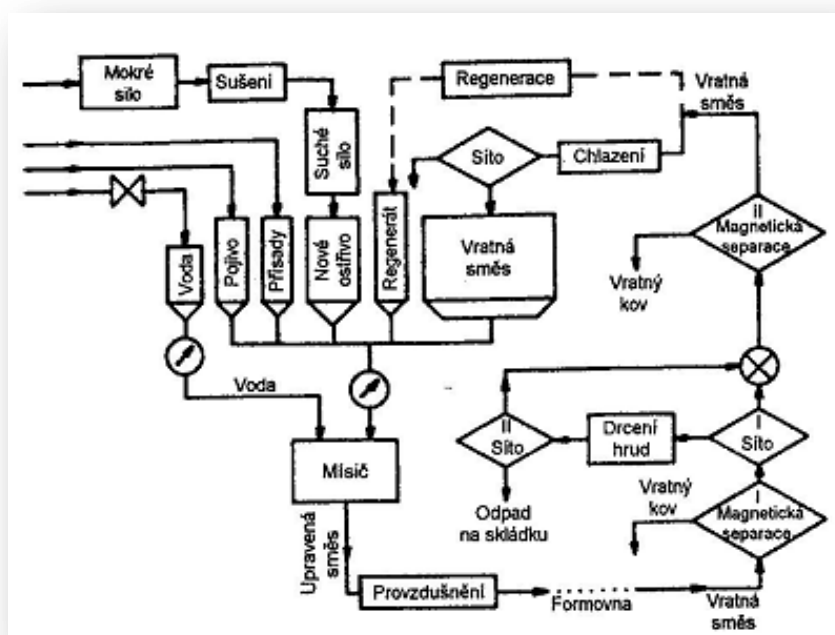 Mokré
sílo
Sušení
Regenerace
Vratná
směs
Suché
sílo
Síto
Chlazení
Voda
Pojivo
Přísady
Nové
ostřivo
Regenerát
Vratná
směs
II
Magnetická
separace
Vratný
kov
Voda
Mísič
II
Síto
Drcení
hrud
I
Síto
Odpad
na skládku
Vratný
kov
I
Magnetická
separace
Upravená
směs
Provzdušnění
Formovna
Vratná
směs